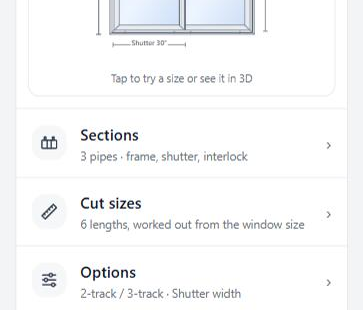 Shutter 30"
Tap to try a size or see it in 3D
Sections
3 pipes · frame, shutter, interlock
Cut sizes
6 lengths, worked out from the window size
Options
2-track / 3-track · Shutter width